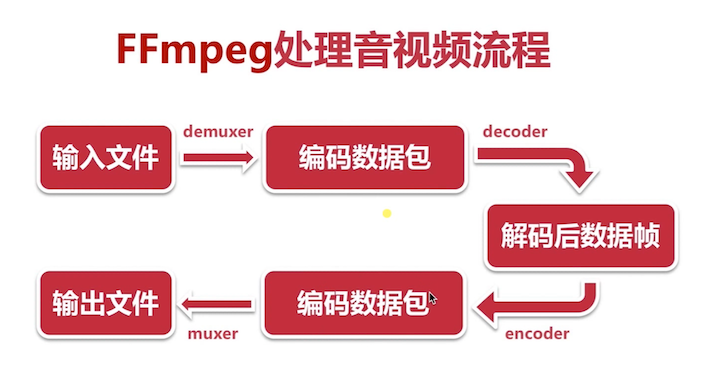 FFmpeg处理音视频流程
输入文件
demuxer
编码数据包
decoder
解码后数据帧
encoder
编码数据包
muxer
输出文件